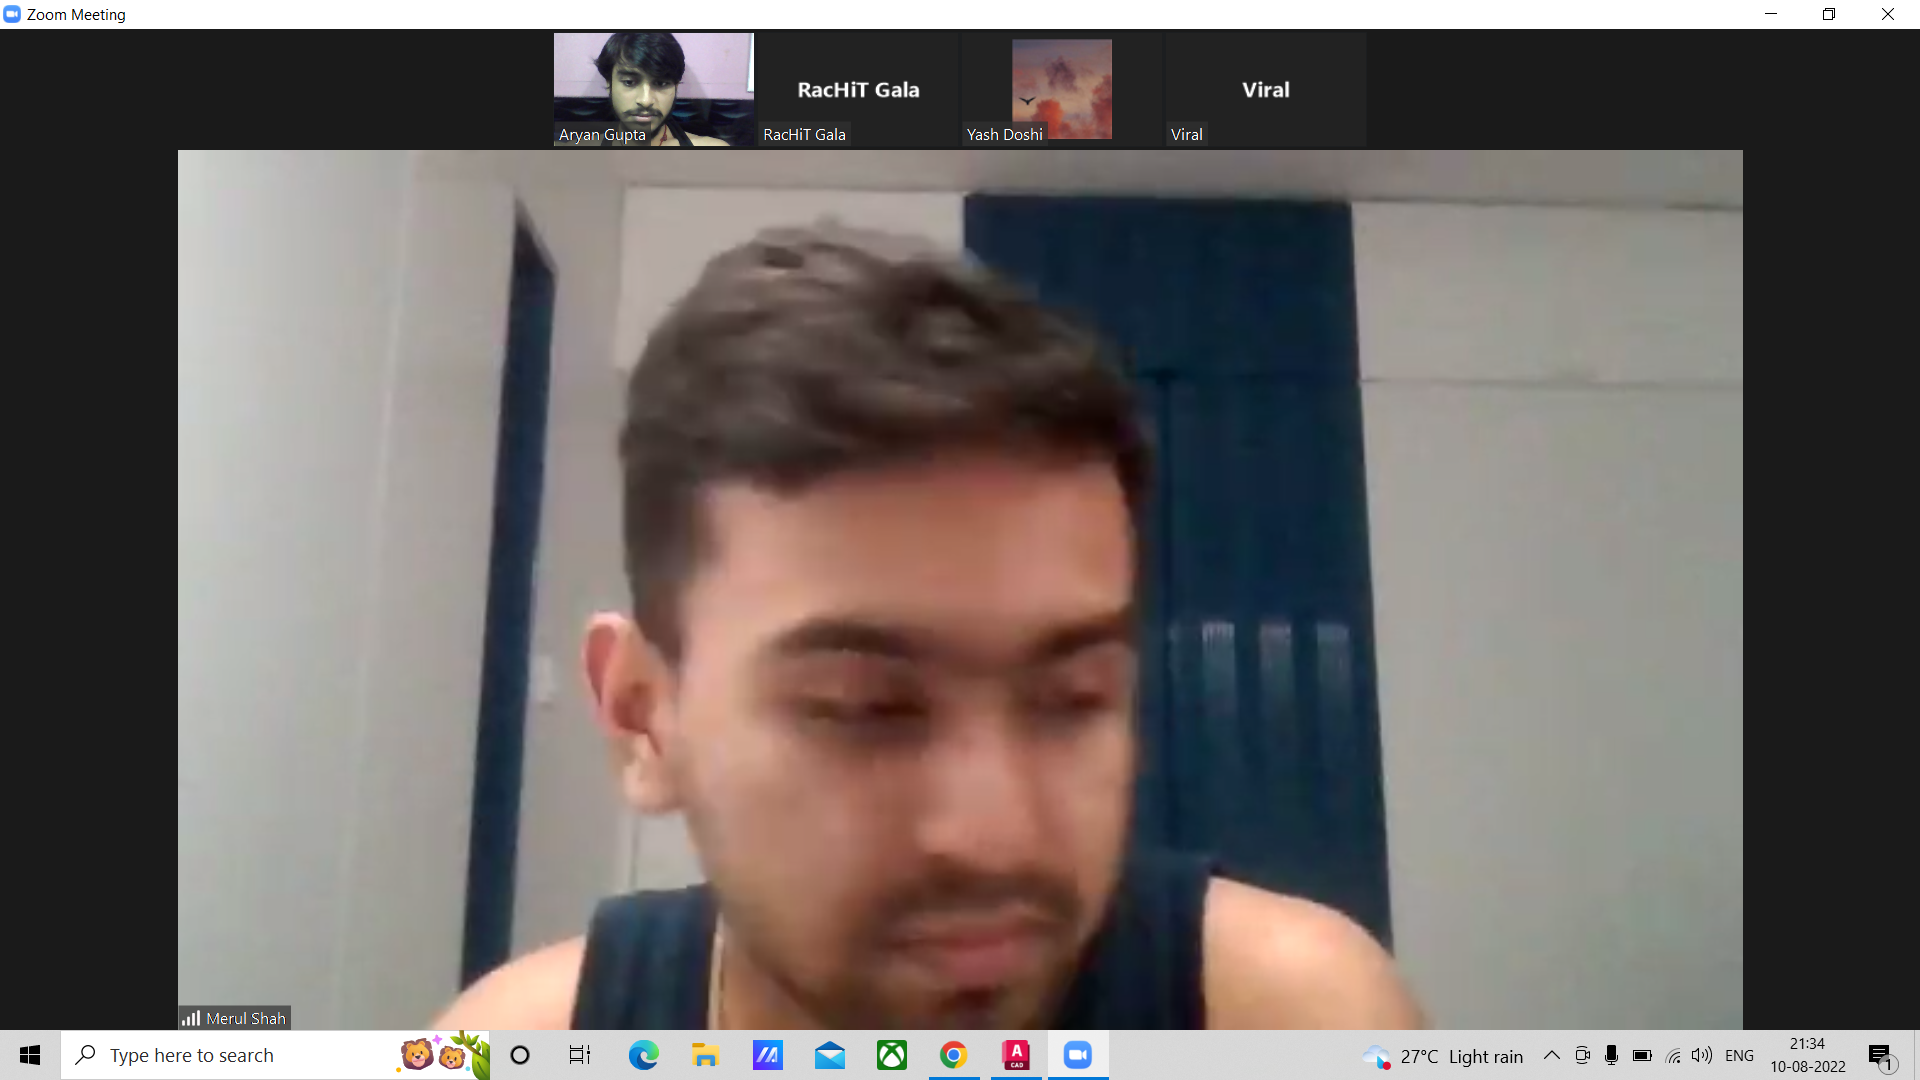 Zoom Meeting
RacHiT Gala
Viral
Aryan Gupta
RacHiT Gala
Yash Doshi
Viral
Merul Shah
Type here to search
A
CAD
27°C Light rain
ENG
21:34
10-08-2022
1